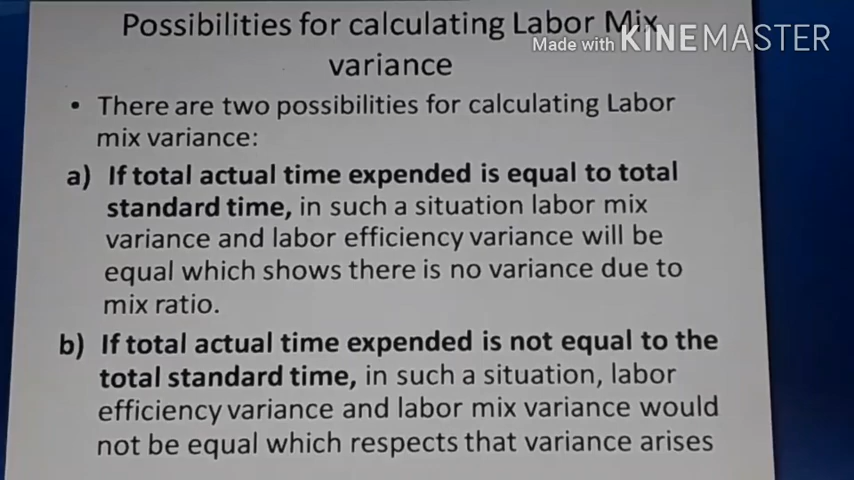 Possibilities for calculating Labor Mix
Made with KINEMASTER
variance
• There are two possibilities for calculating Labor
mix variance:
a) If total actual time expended is equal to total
standard time, in such a situation labor mix
variance and labor efficiency variance will be
equal which shows there is no variance due to
mix ratio.
b) If total actual time expended is not equal to the
total standard time, in such a situation, labor
efficiency variance and labor mix variance would
not be equal which respects that variance arises